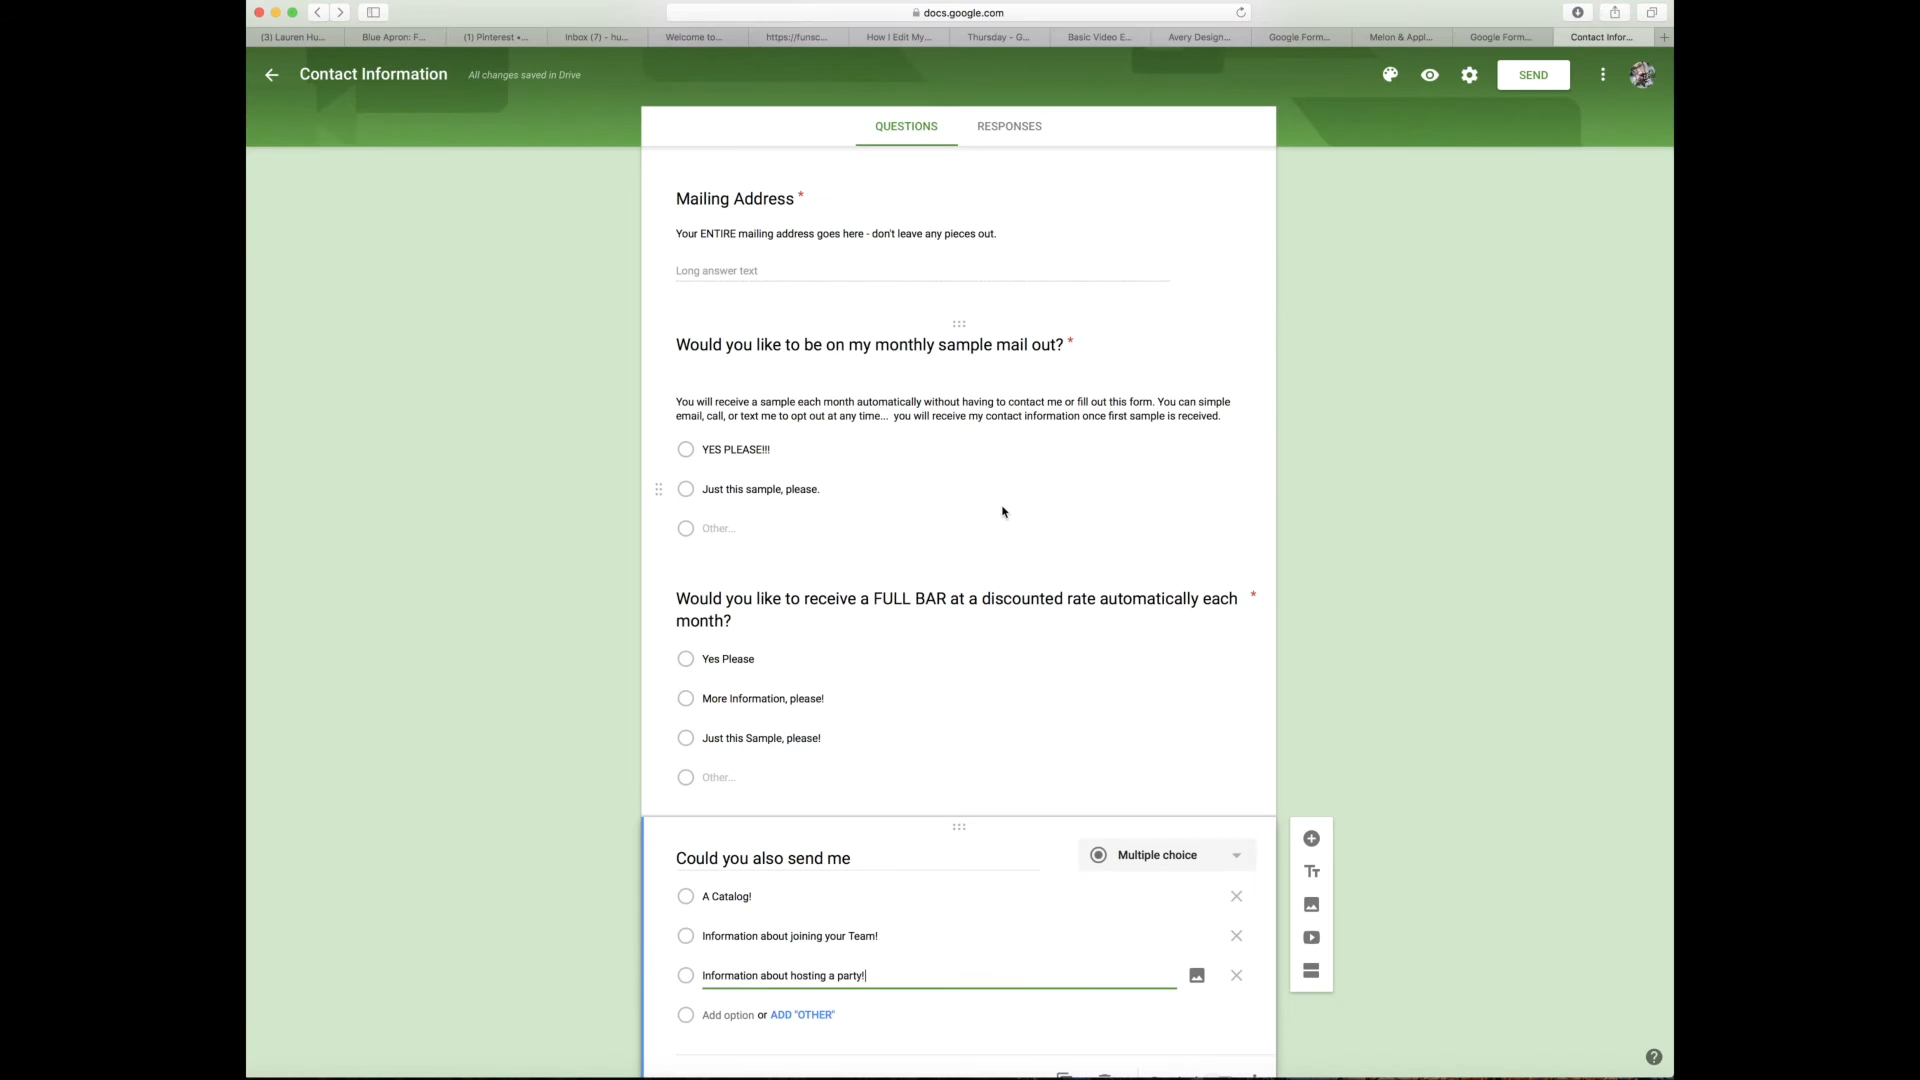 docs.google.com
(3) Lauren Hu...
Blue Apron: F...
(1) Pinterest •...
Inbox (7) - hu...
Welcome to...
https://funsc...
How I Edit My...
Thursday - G...
Basic Video E...
Avery Design...
Google Form...
Melon & Appl...
Google Form...
Contact Infor...
Contact Information
All changes saved in Drive
SEND
QUESTIONS
RESPONSES
Mailing Address *
Your ENTIRE mailing address goes here - don't leave any pieces out.
Long answer text
Would you like to be on my monthly sample mail out? *
You will receive a sample each month automatically without having to contact me or fill out this form. You can simple
email, call, or text me to opt out at any time... you will receive my contact information once first sample is received.
YES PLEASE!!!
Just this sample, please.
Other...
Would you like to receive a FULL BAR at a discounted rate automatically each *
month?
Yes Please
More Information, please!
Just this Sample, please!
Other...
Could you also send me
Multiple choice
A Catalog!
Information about joining your Team!
Information about hosting a party!
Add option or ADD "OTHER"